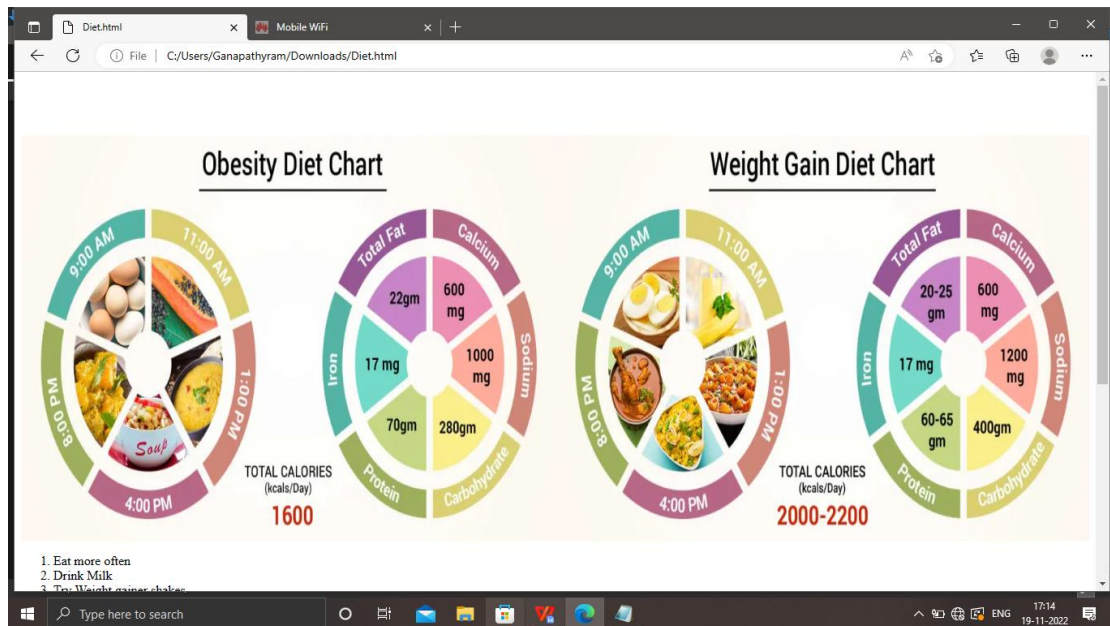 Diet.html
Mobile WiFi
File
C:/Users/Ganapathyram/Downloads/Diet.html
Obesity Diet Chart
9:00 AM
11:00 AM
1:00 PM
4:00 PM
8:00 PM
Soup
TOTAL CALORIES
(kcals/Day)
1600
Total Fat
Calcium
Sodium
Carbohydrate
Protein
Iron
22gm
600
mg
1000
mg
280gm
70gm
17 mg
Weight Gain Diet Chart
9:00 AM
11:00 AM
1:00 PM
4:00 PM
8:00 PM
TOTAL CALORIES
(kcals/Day)
2000-2200
Total Fat
Calcium
Sodium
Carbohydrate
Protein
Iron
20-25
gm
600
mg
1200
mg
400gm
60-65
gm
17 mg
1. Eat more often
2. Drink Milk
3. Try Weight gainer shakes
Type here to search
ENG
17:14
19-11-2022